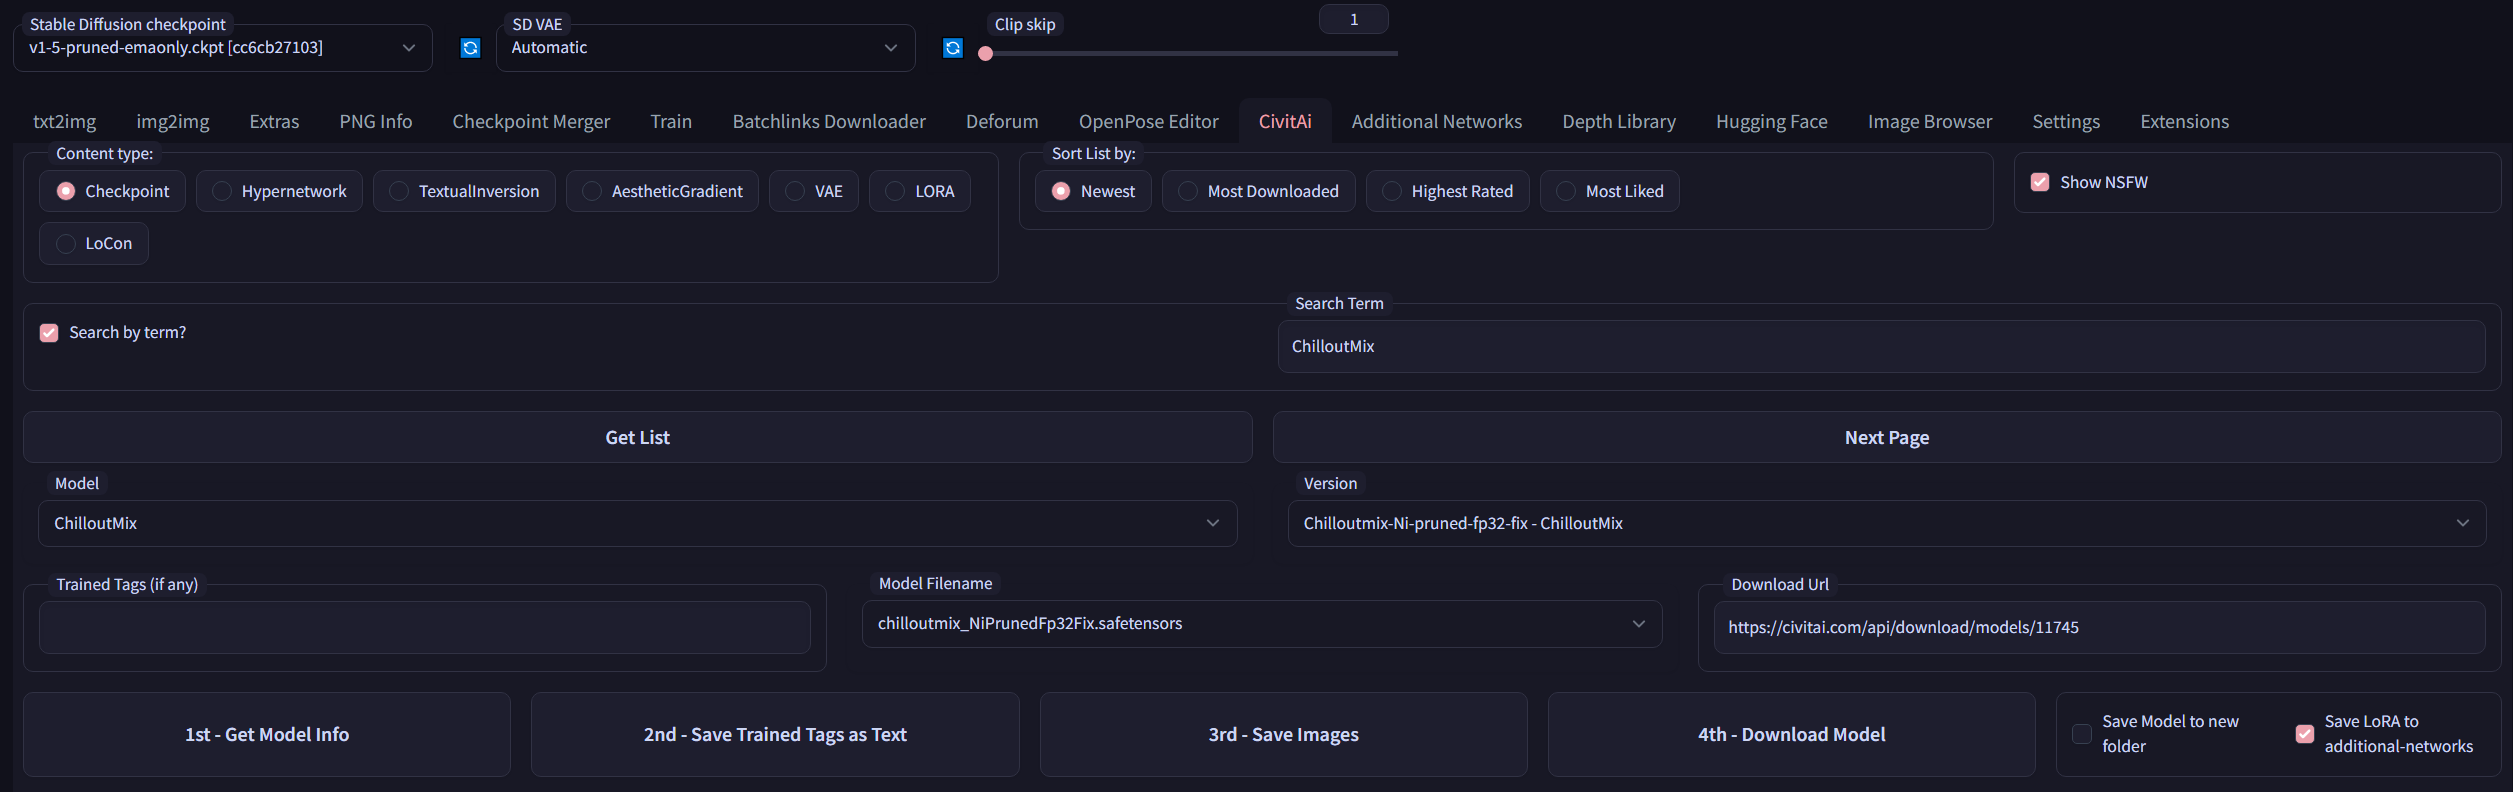 Stable Diffusion checkpoint
v1-5-pruned-emaonly.ckpt [cc6cb27103]
SD VAE
Automatic
Clip skip
1
txt2img img2img Extras PNG Info Checkpoint Merger Train Batchlinks Downloader Deforum OpenPose Editor CivitAi Additional Networks Depth Library Hugging Face Image Browser Settings Extensions
Content type:
Checkpoint Hypernetwork TextualInversion AestheticGradient VAE LORA
LoCon
Sort List by:
Newest Most Downloaded Highest Rated Most Liked
Show NSFW
Search by term?
Search Term
ChilloutMix
Get List
Next Page
Model
ChilloutMix
Version
Chilloutmix-Ni-pruned-fp32-fix - ChilloutMix
Trained Tags (if any)
Model Filename
chilloutmix_NiPrunedFp32Fix.safetensors
Download Url
https://civitai.com/api/download/models/11745
1st - Get Model Info
2nd - Save Trained Tags as Text
3rd - Save Images
4th - Download Model
Save Model to new
folder
Save LoRA to
additional-networks